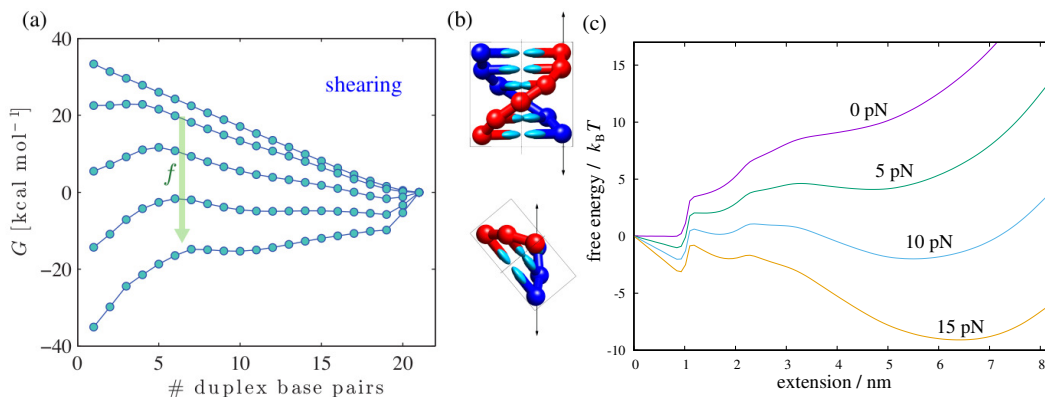 (a)
40
20
0
−20
−40
G [kcal mol−1]
shearing
f
0
5
10
15
20
# duplex base pairs
(b)
(c)
15
10
5
0
-5
-10
free energy / kBT
0 pN
5 pN
10 pN
15 pN
0
1
2
3
4
5
6
7
8
extension / nm